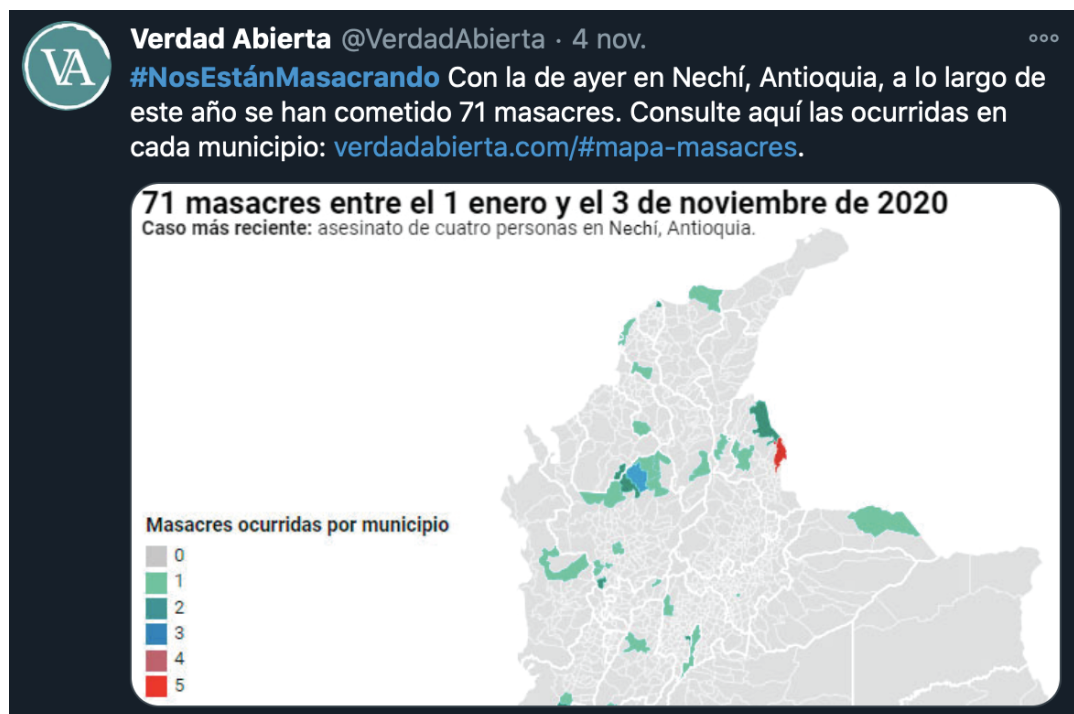 VA
Verdad Abierta @VerdadAbierta · 4 nov.
#NosEstánMasacrando Con la de ayer en Nechí, Antioquia, a lo largo de
este año se han cometido 71 masacres. Consulte aquí las ocurridas en
cada municipio: verdadabierta.com/#mapa-masacres.
71 masacres entre el 1 enero y el 3 de noviembre de 2020
Caso más reciente: asesinato de cuatro personas en Nechí, Antioquia.
Masacres ocurridas por municipio
0
1
2
3
4
5